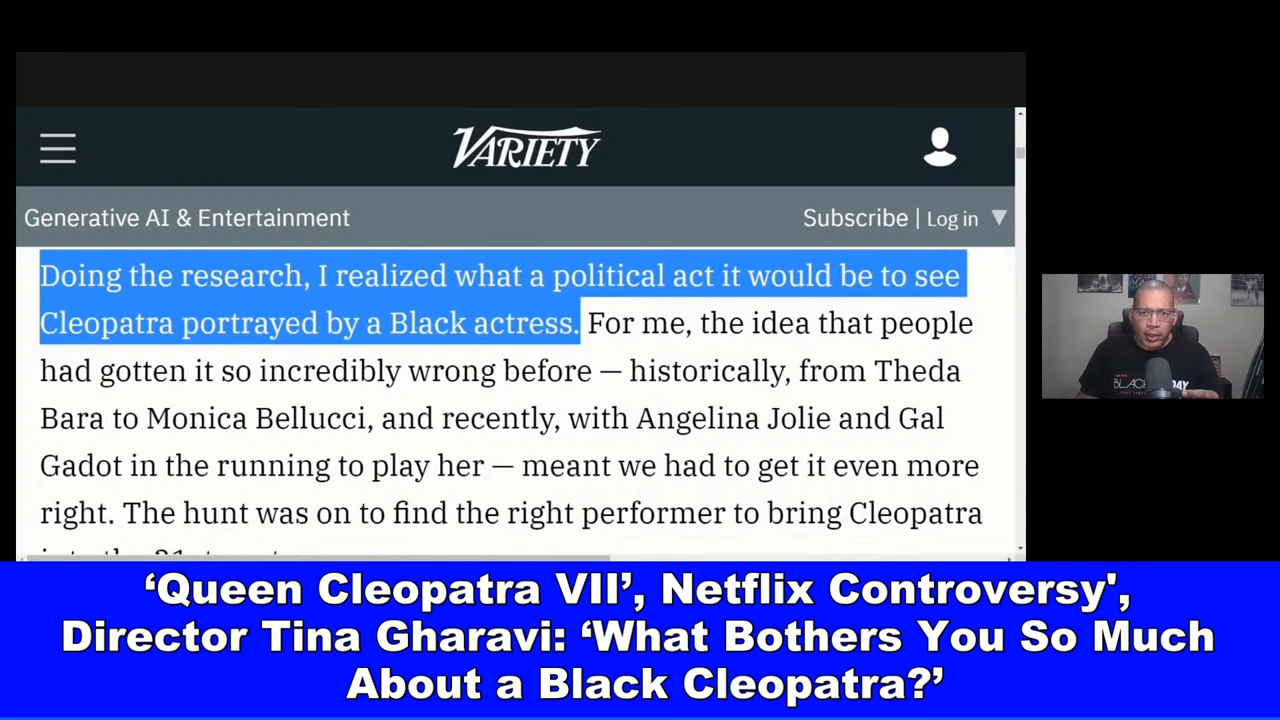 VARIETY
Generative AI & Entertainment
Subscribe | Log in
Doing the research, I realized what a political act it would be to see
Cleopatra portrayed by a Black actress. For me, the idea that people
had gotten it so incredibly wrong before — historically, from Theda
Bara to Monica Bellucci, and recently, with Angelina Jolie and Gal
Gadot in the running to play her — meant we had to get it even more
right. The hunt was on to find the right performer to bring Cleopatra
‘Queen Cleopatra VII’, Netflix Controversy',
Director Tina Gharavi: ‘What Bothers You So Much
About a Black Cleopatra?’